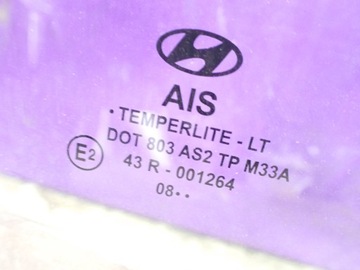 AIS
· TEMPERLITE - LT
DOT 803 AS2 TP M33A
E2 43 R - 001264
08··